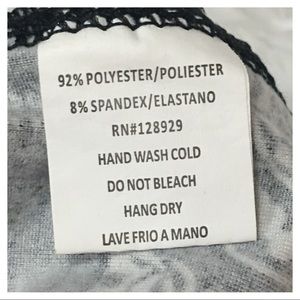 92% POLYESTER/POLIESTER
8% SPANDEX/ELASTANO
RN#128929
HAND WASH COLD
DO NOT BLEACH
HANG DRY
LAVE FRIO A MANO